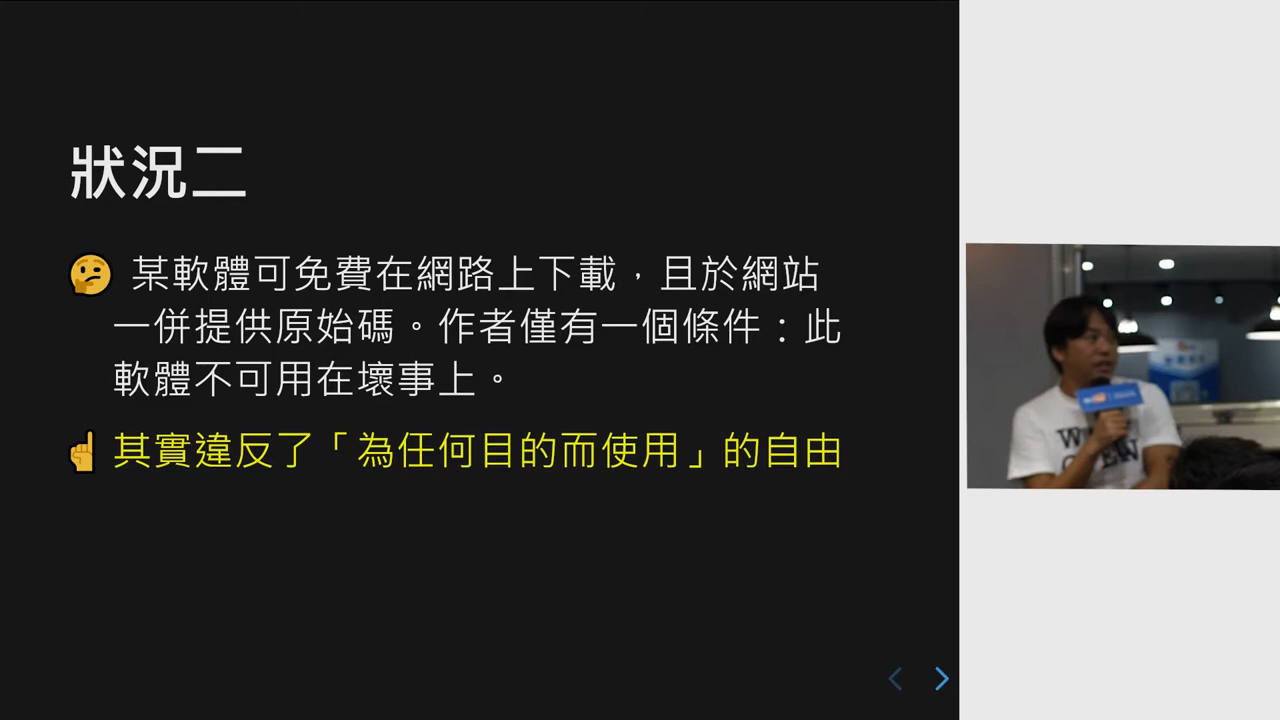 狀況二
🤔 某軟體可免費在網路上下載，且於網站
一併提供原始碼。作者僅有一個條件：此
軟體不可用在壞事上。
☝ 其實違反了「為任何目的而使用」的自由